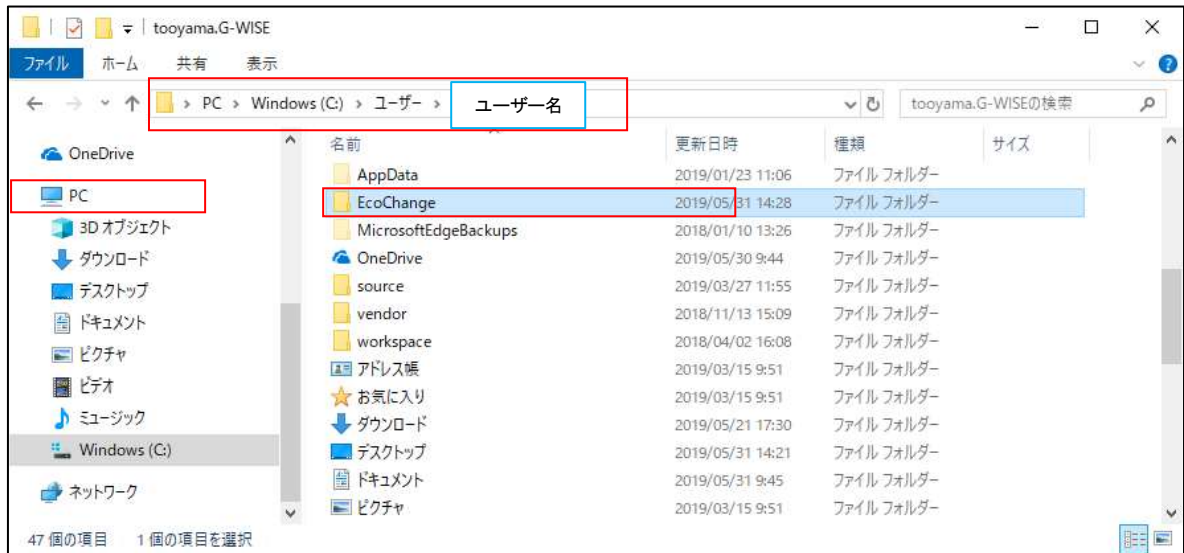 tooyama.G-WISE
ファイル ホーム 共有 表示
PC > Windows (C:) > ユーザー > ユーザー名
tooyama.G-WISEの検索
OneDrive
PC
3D オブジェクト
ダウンロード
デスクトップ
ドキュメント
ピクチャ
ビデオ
ミュージック
Windows (C:)
ネットワーク
名前 更新日時 種類 サイズ
AppData 2019/01/23 11:06 ファイル フォルダー
EcoChange 2019/05/31 14:28 ファイル フォルダー
MicrosoftEdgeBackups 2018/01/10 13:26 ファイル フォルダー
OneDrive 2019/05/30 9:44 ファイル フォルダー
source 2019/03/27 11:55 ファイル フォルダー
vendor 2018/11/13 15:09 ファイル フォルダー
workspace 2018/04/02 16:08 ファイル フォルダー
アドレス帳 2019/03/15 9:51 ファイル フォルダー
お気に入り 2019/03/15 9:51 ファイル フォルダー
ダウンロード 2019/05/21 17:30 ファイル フォルダー
デスクトップ 2019/05/31 14:21 ファイル フォルダー
ドキュメント 2019/05/31 9:45 ファイル フォルダー
ピクチャ 2019/03/15 9:51 ファイル フォルダー
47 個の項目 1 個の項目を選択